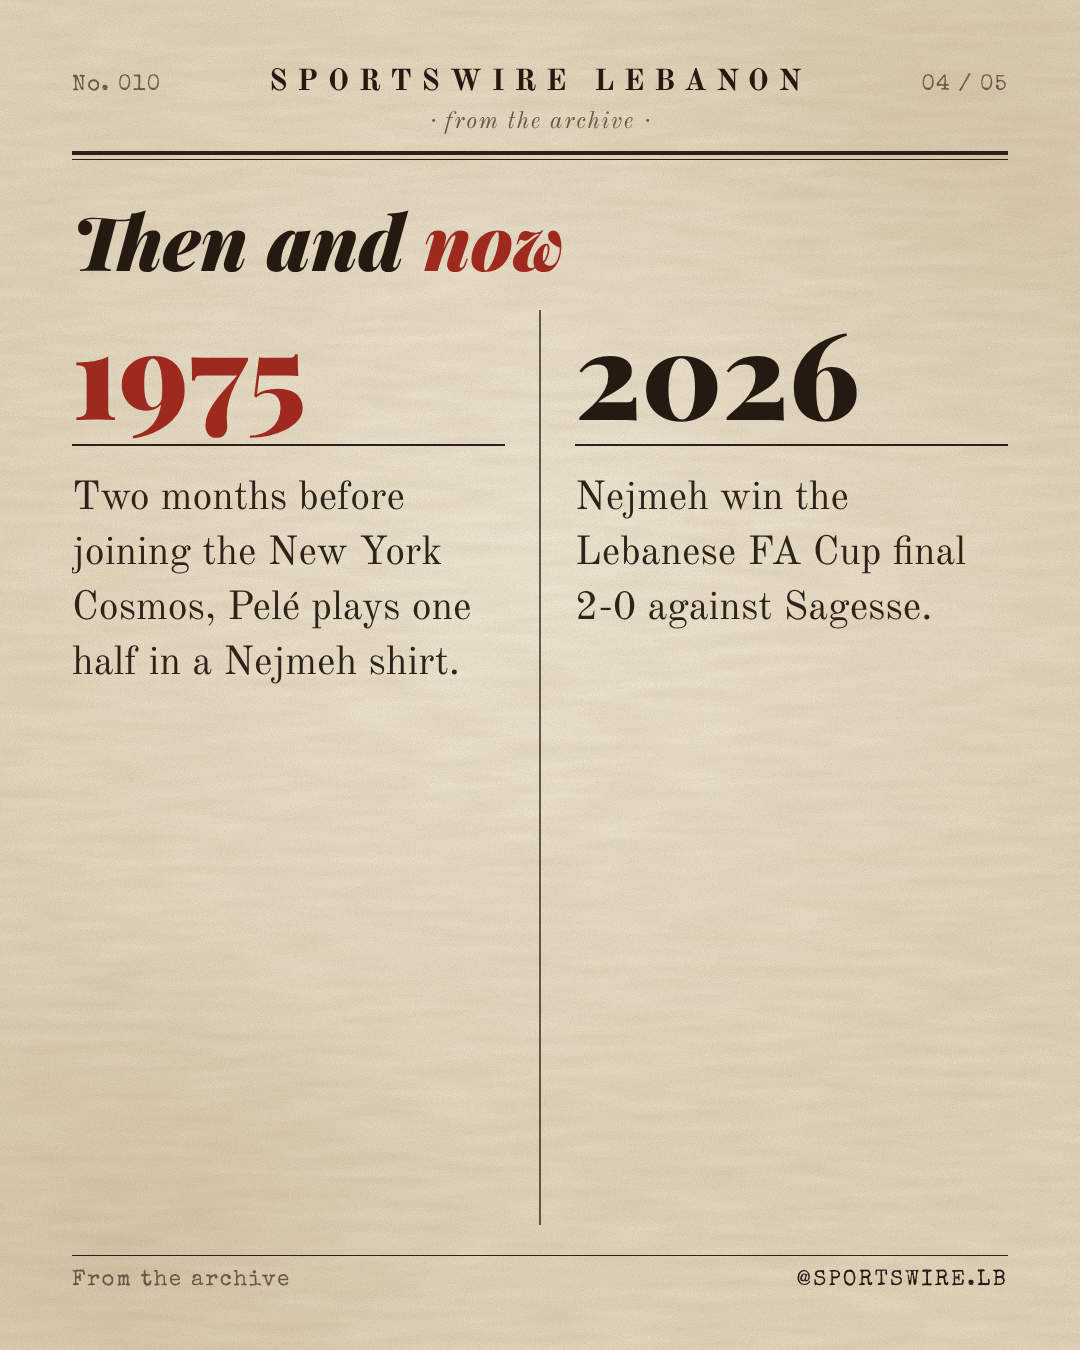 No. 010
SPORTSWIRE LEBANON
04 / 05
· from the archive ·
Then and now
1975
Two months before
joining the New York
Cosmos, Pelé plays one
half in a Nejmeh shirt.
2026
Nejmeh win the
Lebanese FA Cup final
2-0 against Sagesse.
From the archive
@SPORTSWIRE.LB